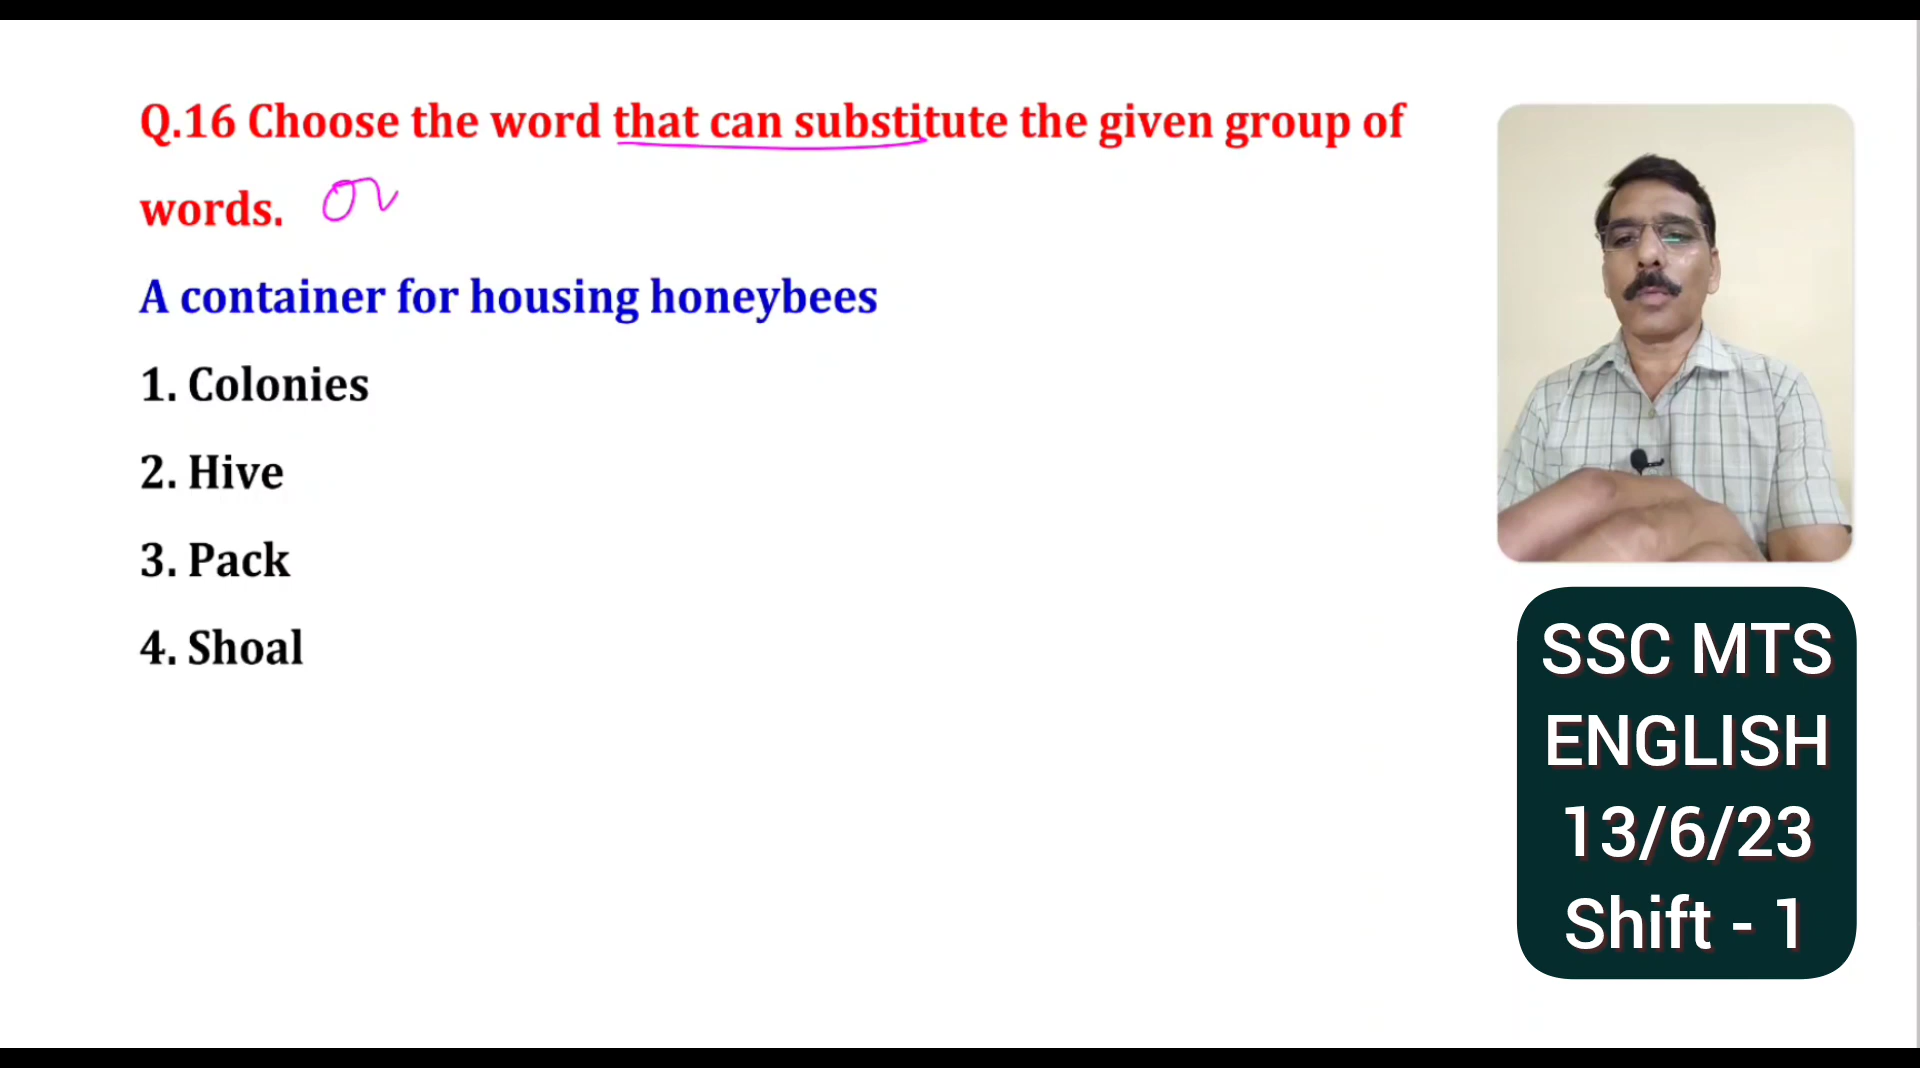 Q.16 Choose the word that can substitute the given group of
words.
A container for housing honeybees
1. Colonies
2. Hive
3. Pack
4. Shoal
SSC MTS
ENGLISH
13/6/23
Shift - 1